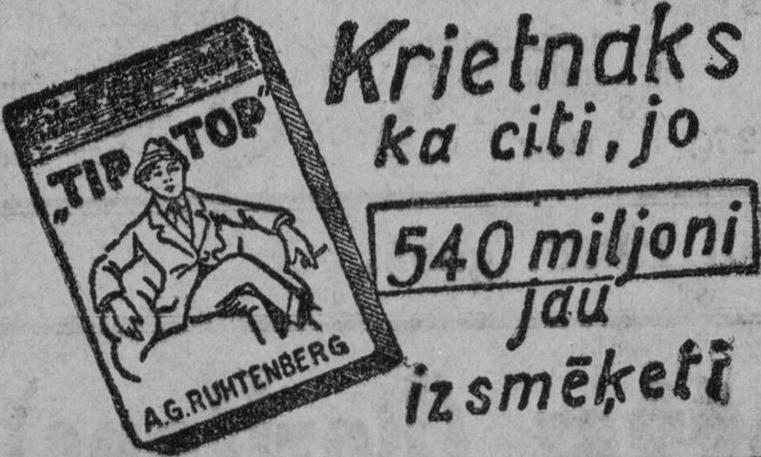 „TIP TOP“
A.G.RUHTENBERG
Krietnaks
ka citi, jo
540 miljoni
jau
izsmēķeti